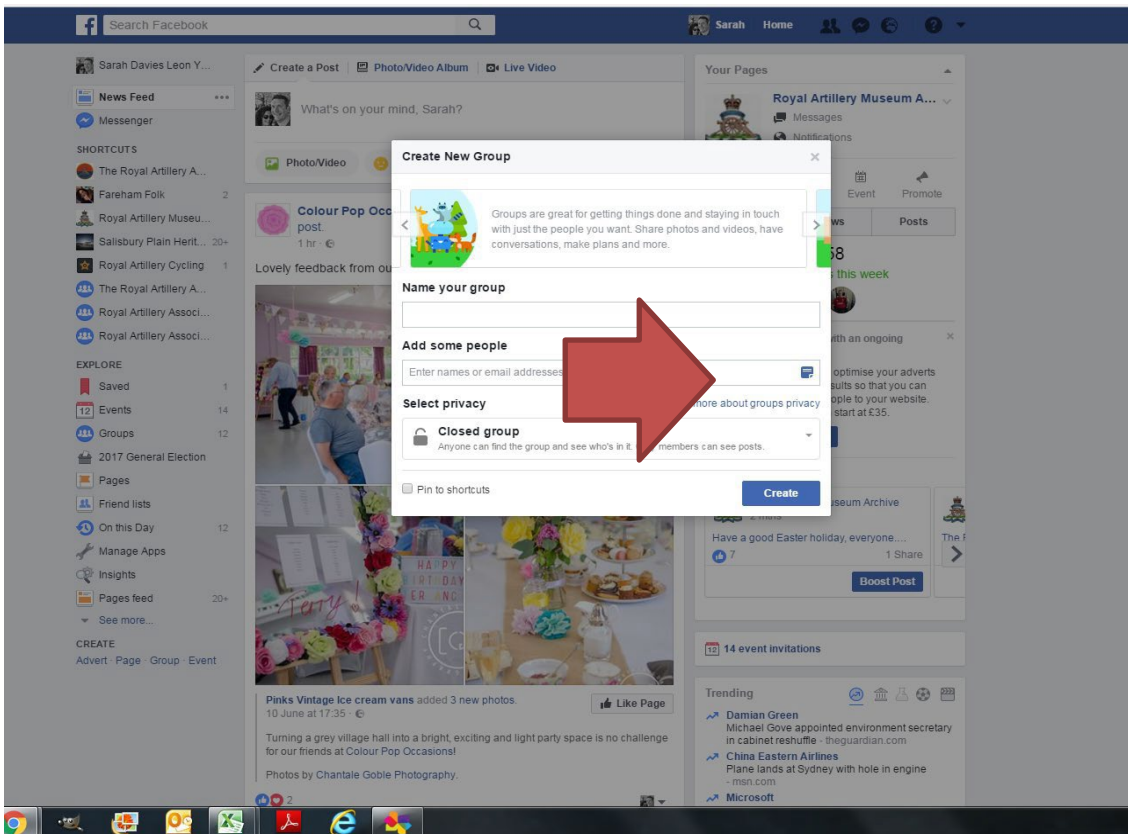 Search Facebook
Sarah Home
Sarah Davies Leon Y...
News Feed
Messenger
SHORTCUTS
The Royal Artillery A...
Fareham Folk 2
Royal Artillery Museu...
Salisbury Plain Herit... 20+
Royal Artillery Cycling 1
The Royal Artillery A...
Royal Artillery Associ...
Royal Artillery Associ...
EXPLORE
Saved 1
Events 14
Groups 12
2017 General Election
Pages
Friend lists
On this Day 12
Manage Apps
Insights
Pages feed 20+
See more...
CREATE
Advert · Page · Group · Event
Create a Post Photo/Video Album Live Video
What's on your mind, Sarah?
Photo/Video
Colour Pop Occ
post.
1 hr
Lovely feedback from ou
Create New Group
Groups are great for getting things done and staying in touch
with just the people you want. Share photos and videos, have
conversations, make plans and more.
Name your group
Add some people
Enter names or email addresses
Select privacy
more about groups privacy
Closed group
Anyone can find the group and see who's in it. members can see posts.
Pin to shortcuts
Create
HAPPY
Terry!
Pinks Vintage Ice cream vans added 3 new photos.
10 June at 17:35
Like Page
Turning a grey village hall into a bright, exciting and light party space is no challenge
for our friends at Colour Pop Occasions!
Photos by Chantale Goble Photography.
2
Your Pages
Royal Artillery Museum A...
Messages
Notifications
Event Promote
Posts
58
this week
ith an ongoing
optimise your adverts
sults so that you can
ople to your website.
start at £35.
useum Archive
2 mins
Have a good Easter holiday, everyone....
7 1 Share
Boost Post
14 event invitations
Trending
Damian Green
Michael Gove appointed environment secretary
in cabinet reshuffle - theguardian.com
China Eastern Airlines
Plane lands at Sydney with hole in engine
- msn.com
Microsoft